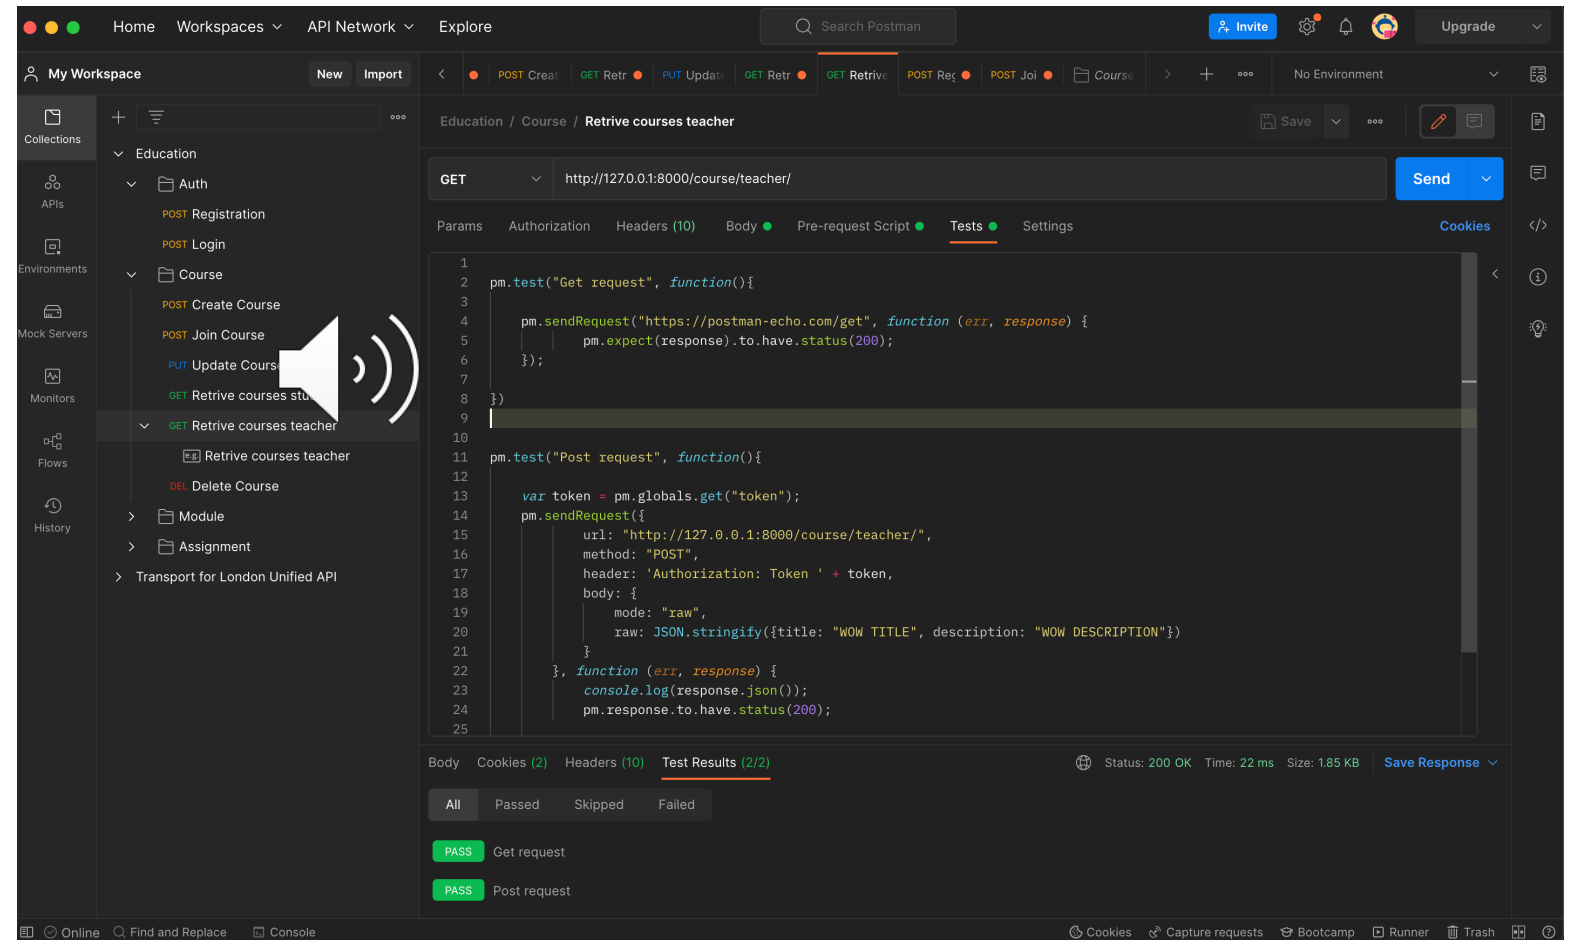 Home Workspaces API Network Explore Search Postman Invite Upgrade
My Workspace New Import POST Creat GET Retr PUT Updat GET Retr GET Retrive POST Reg POST Joi Course No Environment
Collections
APIs
Environments
Mock Servers
Monitors
Flows
History
Education
Auth
POST Registration
POST Login
Course
POST Create Course
POST Join Course
PUT Update Cours
GET Retrive courses stu
GET Retrive courses teacher
e.g. Retrive courses teacher
DEL Delete Course
Module
Assignment
Transport for London Unified API
Education / Course / Retrive courses teacher Save
GET http://127.0.0.1:8000/course/teacher/ Send
Params Authorization Headers (10) Body Pre-request Script Tests Settings Cookies
1
2 pm.test("Get request", function(){
3
4 pm.sendRequest("https://postman-echo.com/get", function (err, response) {
5 pm.expect(response).to.have.status(200);
6 });
7
8 })
9
10
11 pm.test("Post request", function(){
12
13 var token = pm.globals.get("token");
14 pm.sendRequest({
15 url: "http://127.0.0.1:8000/course/teacher/",
16 method: "POST",
17 header: 'Authorization: Token ' + token,
18 body: {
19 mode: "raw",
20 raw: JSON.stringify({title: "WOW TITLE", description: "WOW DESCRIPTION"})
21 }
22 }, function (err, response) {
23 console.log(response.json());
24 pm.response.to.have.status(200);
25
Body Cookies (2) Headers (10) Test Results (2/2) Status: 200 OK Time: 22 ms Size: 1.85 KB Save Response
All Passed Skipped Failed
PASS Get request
PASS Post request
Online Find and Replace Console Cookies Capture requests Bootcamp Runner Trash